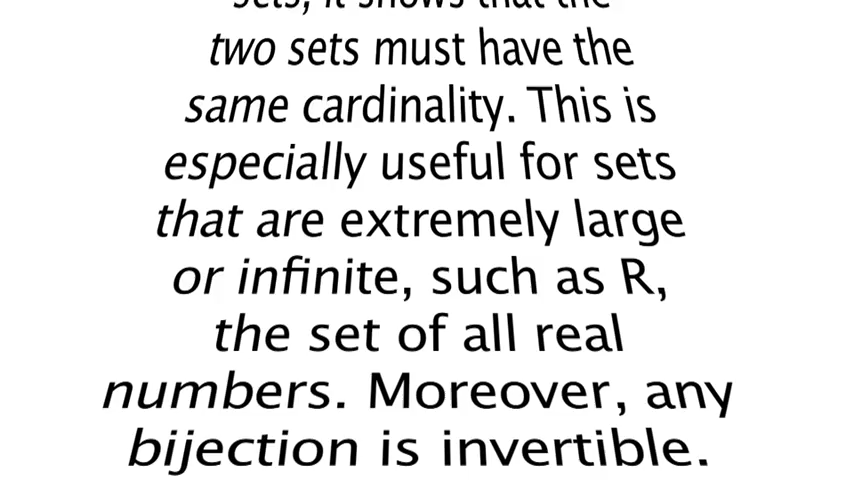 sets, it shows that the
two sets must have the
same cardinality. This is
especially useful for sets
that are extremely large
or infinite, such as R,
the set of all real
numbers. Moreover, any
bijection is invertible.